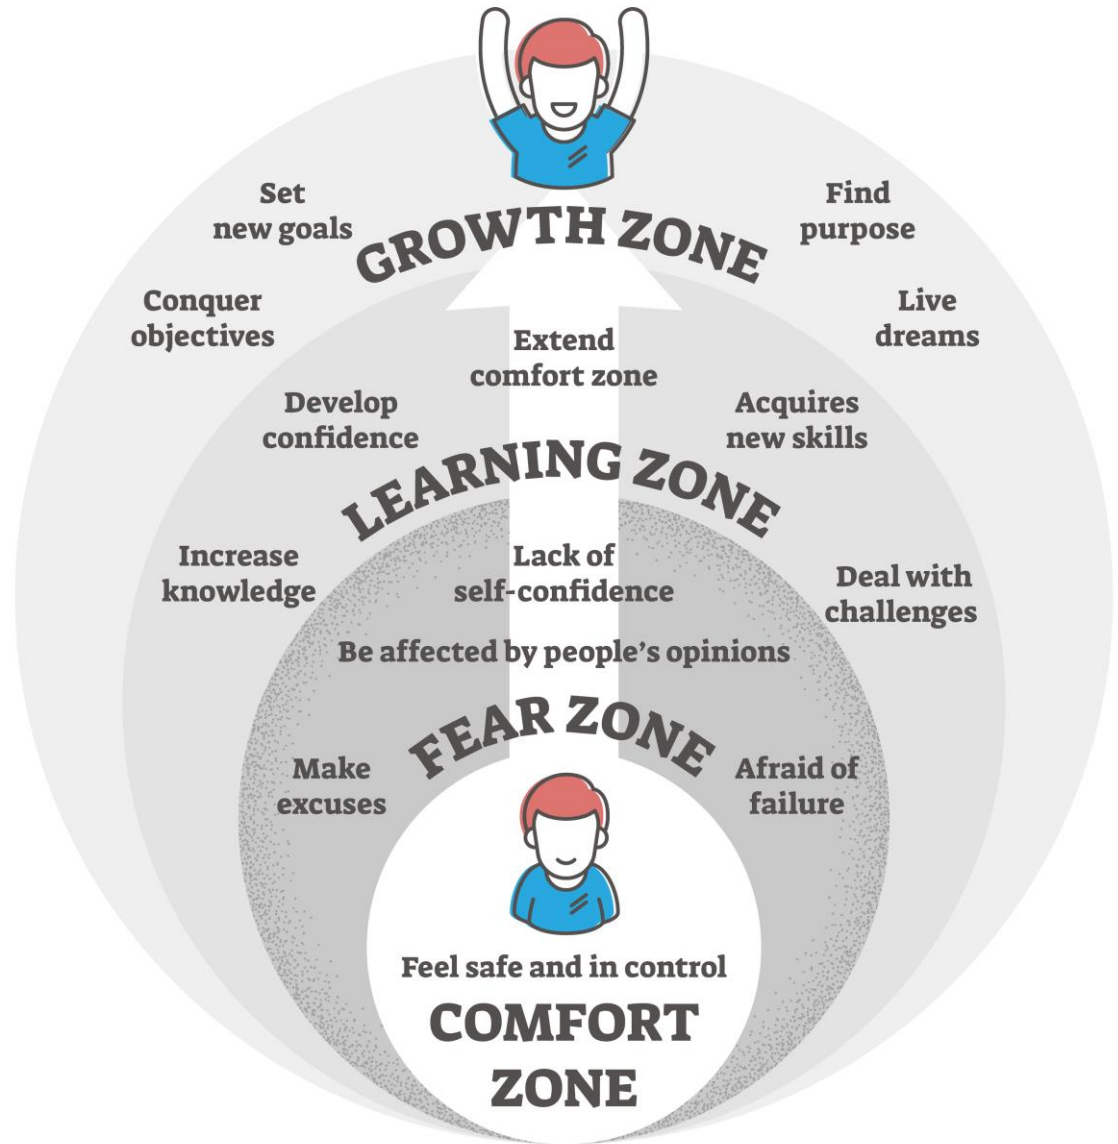 Set
new goals
Find
purpose
GROWTH ZONE
Conquer
objectives
Live
dreams
Extend
comfort zone
Develop
confidence
Acquires
new skills
LEARNING ZONE
Increase
knowledge
Lack of
self-confidence
Deal with
challenges
Be affected by people's opinions
FEAR ZONE
Make
excuses
Afraid of
failure
Feel safe and in control
COMFORT
ZONE